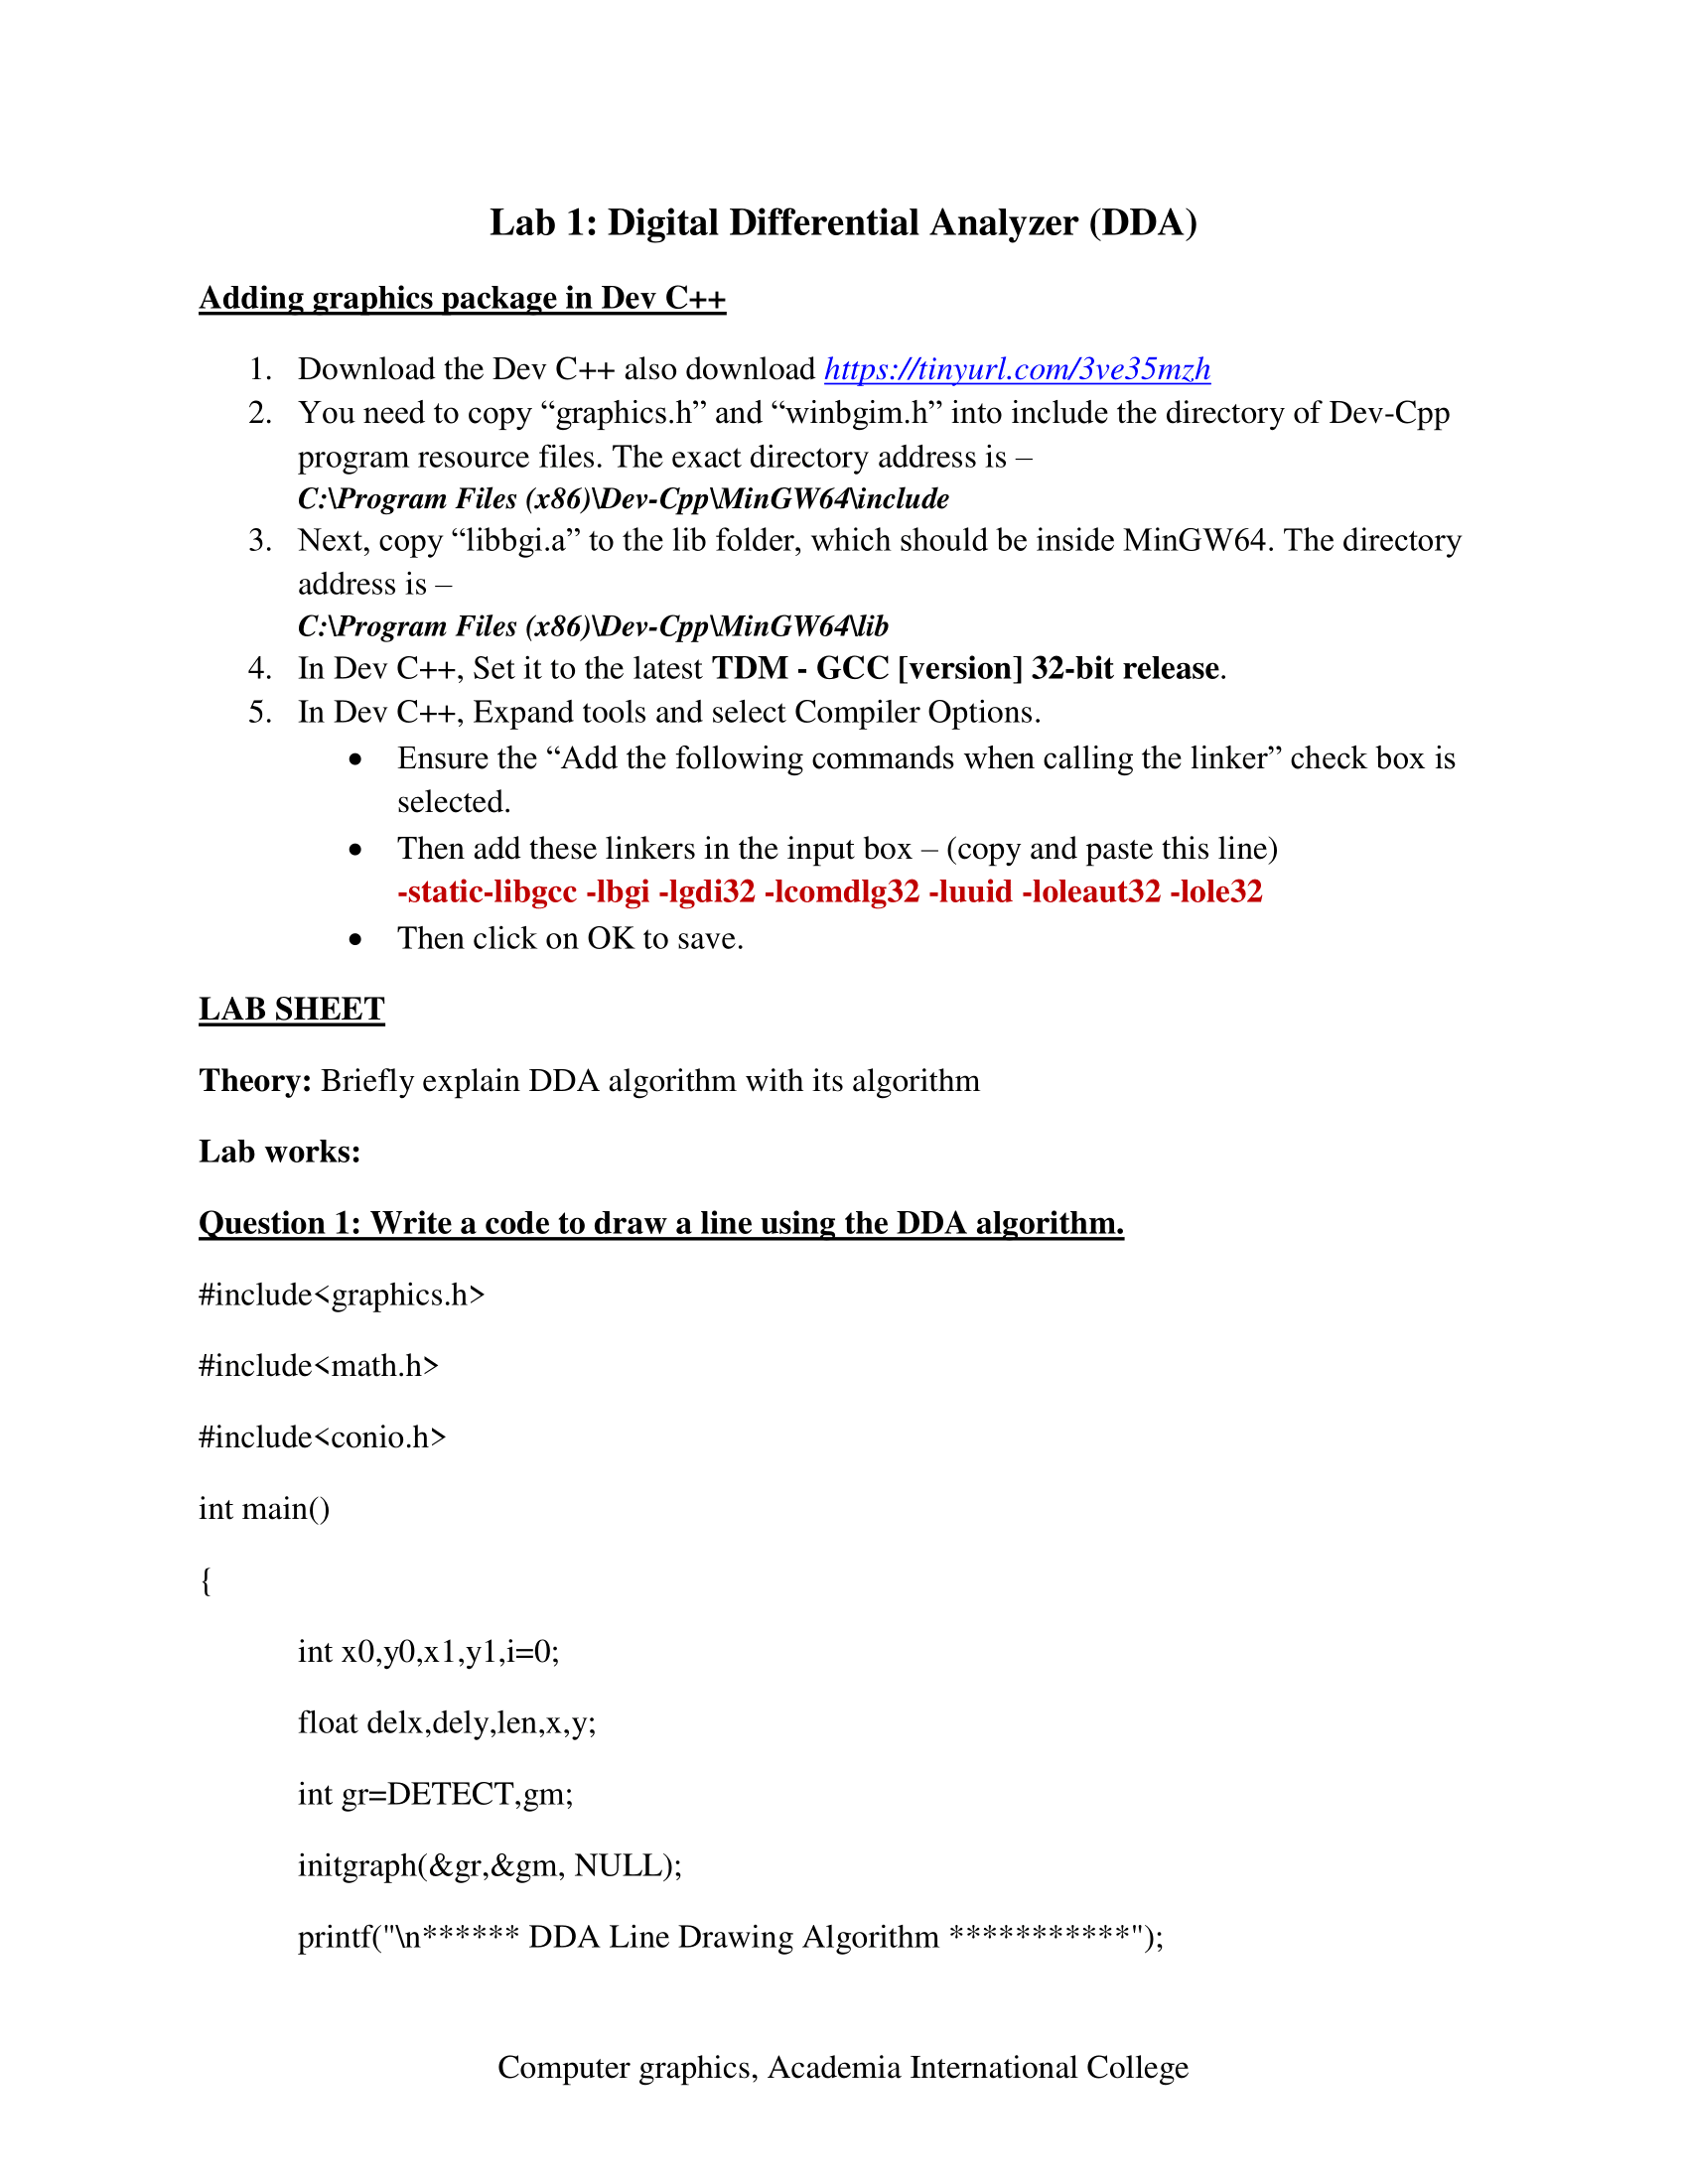 Lab 1: Digital Differential Analyzer (DDA)
Adding graphics package in Dev C++
1. Download the Dev C++ also download https://tinyurl.com/3ve35mzh
2. You need to copy “graphics.h” and “winbgim.h” into include the directory of Dev-Cpp
program resource files. The exact directory address is –
C:\Program Files (x86)\Dev-Cpp\MinGW64\include
3. Next, copy “libbgi.a” to the lib folder, which should be inside MinGW64. The directory
address is –
C:\Program Files (x86)\Dev-Cpp\MinGW64\lib
4. In Dev C++, Set it to the latest TDM - GCC [version] 32-bit release.
5. In Dev C++, Expand tools and select Compiler Options.
• Ensure the “Add the following commands when calling the linker” check box is
selected.
• Then add these linkers in the input box – (copy and paste this line)
-static-libgcc -lbgi -lgdi32 -lcomdlg32 -luuid -loleaut32 -lole32
• Then click on OK to save.
LAB SHEET
Theory: Briefly explain DDA algorithm with its algorithm
Lab works:
Question 1: Write a code to draw a line using the DDA algorithm.
#include<graphics.h>
#include<math.h>
#include<conio.h>
int main()
{
int x0,y0,x1,y1,i=0;
float delx,dely,len,x,y;
int gr=DETECT,gm;
initgraph(&gr,&gm, NULL);
printf("\n****** DDA Line Drawing Algorithm ***********");
Computer graphics, Academia International College